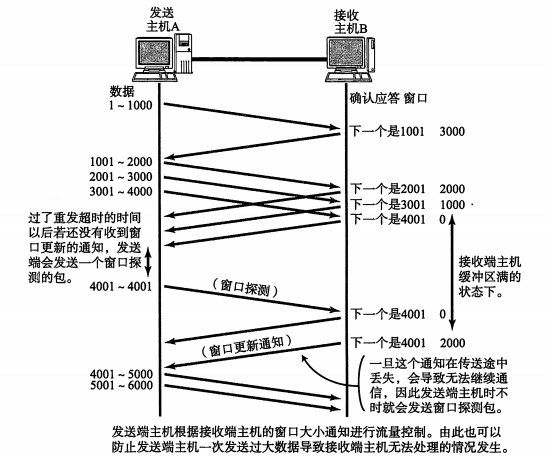 发送
主机A
接收
主机B
数据
1～1000
确认应答 窗口
下一个是1001 3000
1001～2000
2001～3000
3001～4000
下一个是2001 2000
下一个是3001 1000
下一个是4001 0
过了重发超时的时间
以后若还没有收到窗
口更新的通知，发送
端会发送一个窗口探
测的包。
接收端主机
缓冲区满的
状态下。
4001～4001
（窗口探测）
下一个是4001 0
下一个是4001 2000
（窗口更新通知）
一旦这个通知在传送途中
丢失，会导致无法继续通
信，因此发送端主机时不
时就会发送窗口探测包。
4001～5000
5001～6000
发送端主机根据接收端主机的窗口大小通知进行流量控制。由此也可以
防止发送端主机一次发送过大数据导致接收端主机无法处理的情况发生。